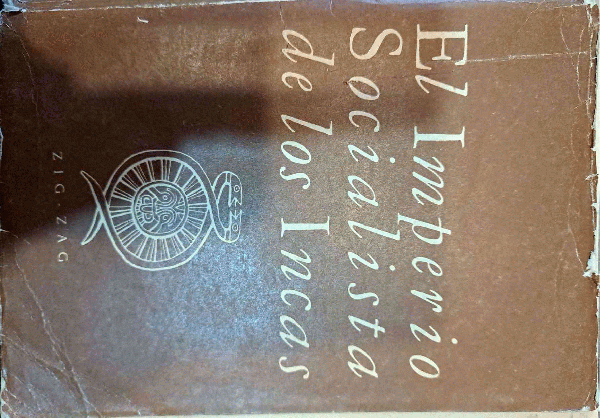 El Imperio
Socialista
de los Incas
ZIG-ZAG